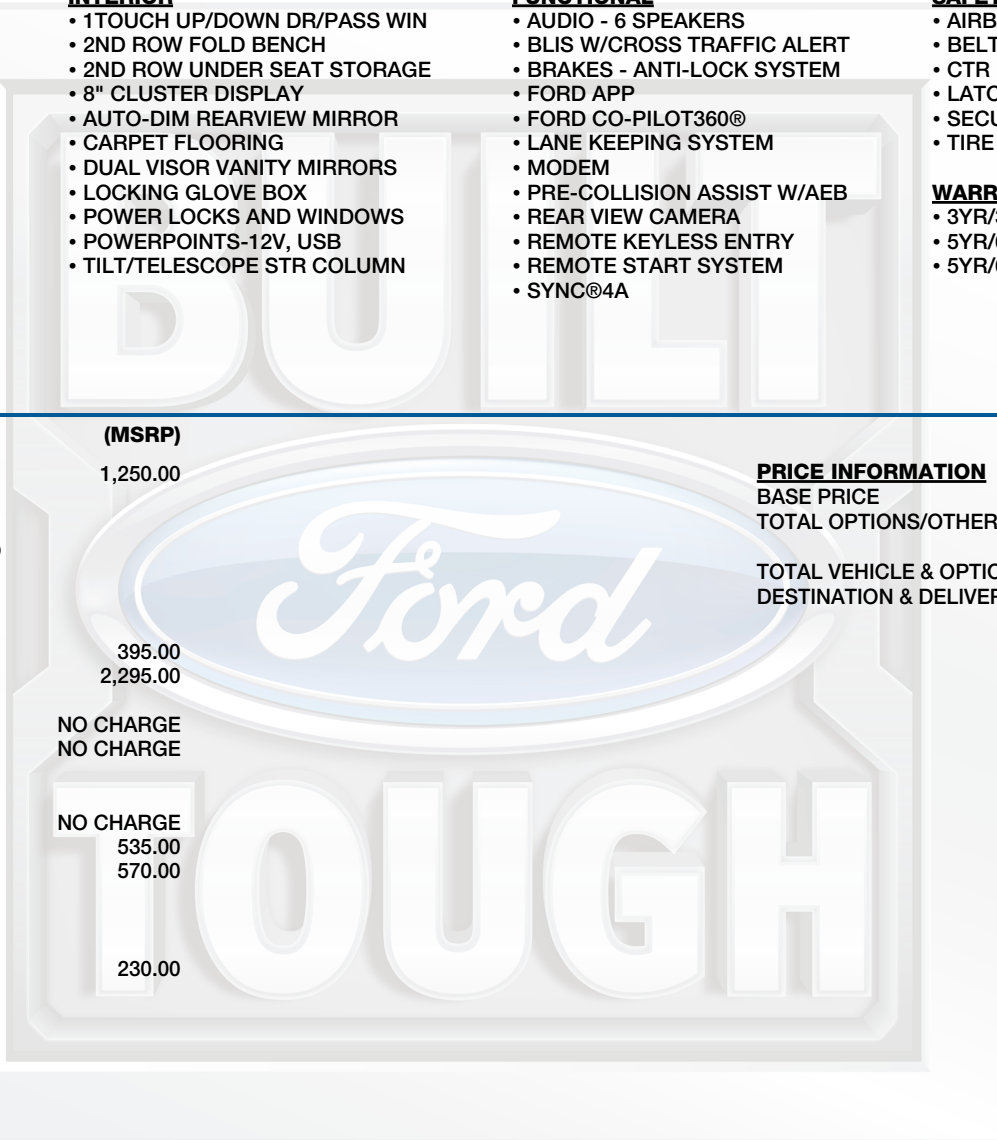 INTERIOR
• 1TOUCH UP/DOWN DR/PASS WIN
• 2ND ROW FOLD BENCH
• 2ND ROW UNDER SEAT STORAGE
• 8" CLUSTER DISPLAY
• AUTO-DIM REARVIEW MIRROR
• CARPET FLOORING
• DUAL VISOR VANITY MIRRORS
• LOCKING GLOVE BOX
• POWER LOCKS AND WINDOWS
• POWERPOINTS-12V, USB
• TILT/TELESCOPE STR COLUMN
FUNCTIONAL
• AUDIO - 6 SPEAKERS
• BLIS W/CROSS TRAFFIC ALERT
• BRAKES - ANTI-LOCK SYSTEM
• FORD APP
• FORD CO-PILOT360®
• LANE KEEPING SYSTEM
• MODEM
• PRE-COLLISION ASSIST W/AEB
• REAR VIEW CAMERA
• REMOTE KEYLESS ENTRY
• REMOTE START SYSTEM
• SYNC®4A
SAFET
• AIRB
• BELT
• CTR
• LATC
• SECU
• TIRE
WARR
• 3YR/3
• 5YR/6
• 5YR/6
BUILT
Ford
TOUGH
(MSRP)
1,250.00
395.00
2,295.00
NO CHARGE
NO CHARGE
NO CHARGE
535.00
570.00
230.00
PRICE INFORMATION
BASE PRICE
TOTAL OPTIONS/OTHER
TOTAL VEHICLE & OPTIO
DESTINATION & DELIVER